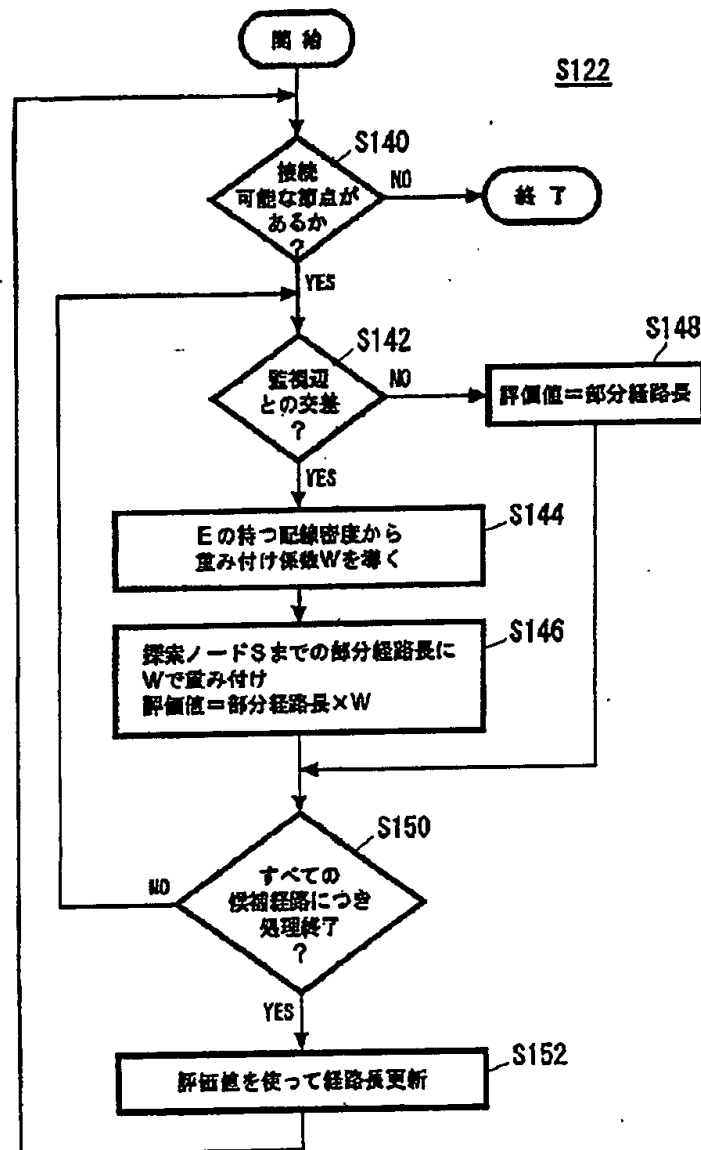 開始
S122
S140
接続
可能な節点が
あるか
?
NO
終了
YES
S142
監視辺
との交差
?
NO
S148
評価値=部分経路長
YES
S144
Eの持つ配線密度から
重み付け係数Wを導く
S146
探索ノードSまでの部分経路長に
Wで重み付け
評価値=部分経路長×W
S150
すべての
候補経路につき
処理終了
?
NO
YES
S152
評価値を使って経路長更新